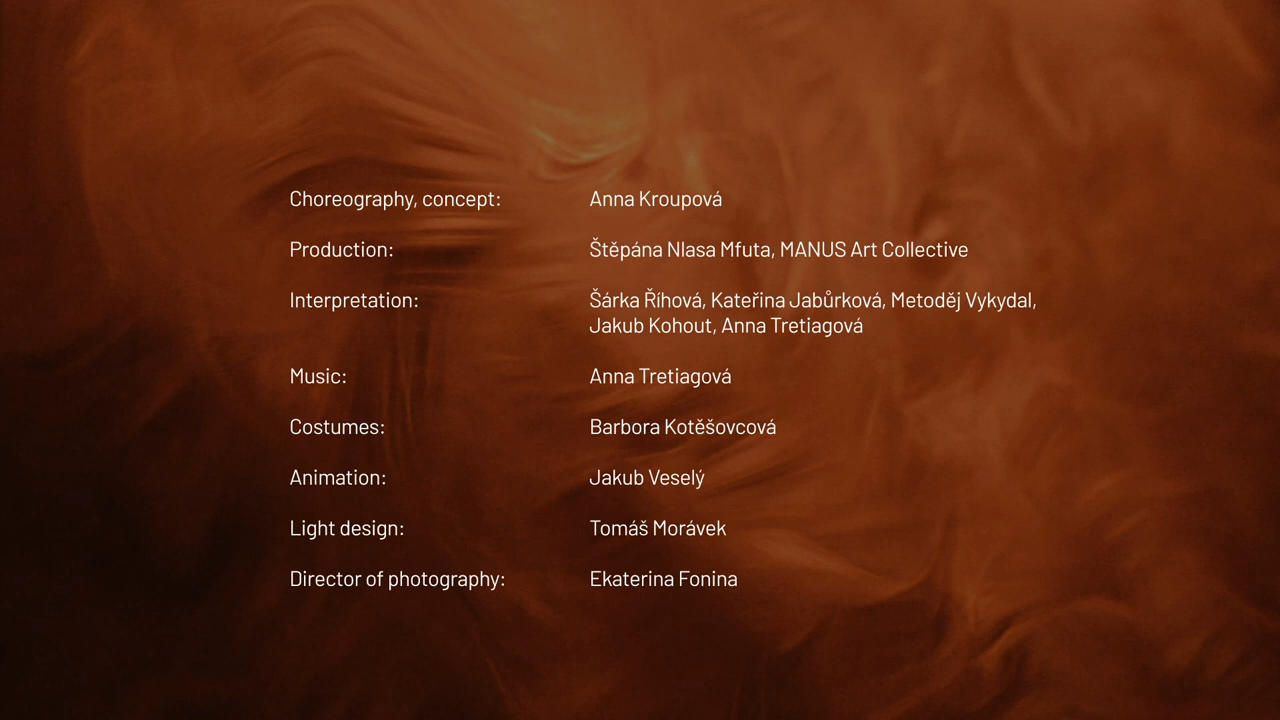 Choreography, concept: Anna Kroupová
Production: Štěpána Nlasa Mfuta, MANUS Art Collective
Interpretation: Šárka Říhová, Kateřina Jabůrková, Metoděj Vykydal,
Jakub Kohout, Anna Tretiagová
Music: Anna Tretiagová
Costumes: Barbora Kotěšovcová
Animation: Jakub Veselý
Light design: Tomáš Morávek
Director of photography: Ekaterina Fonina